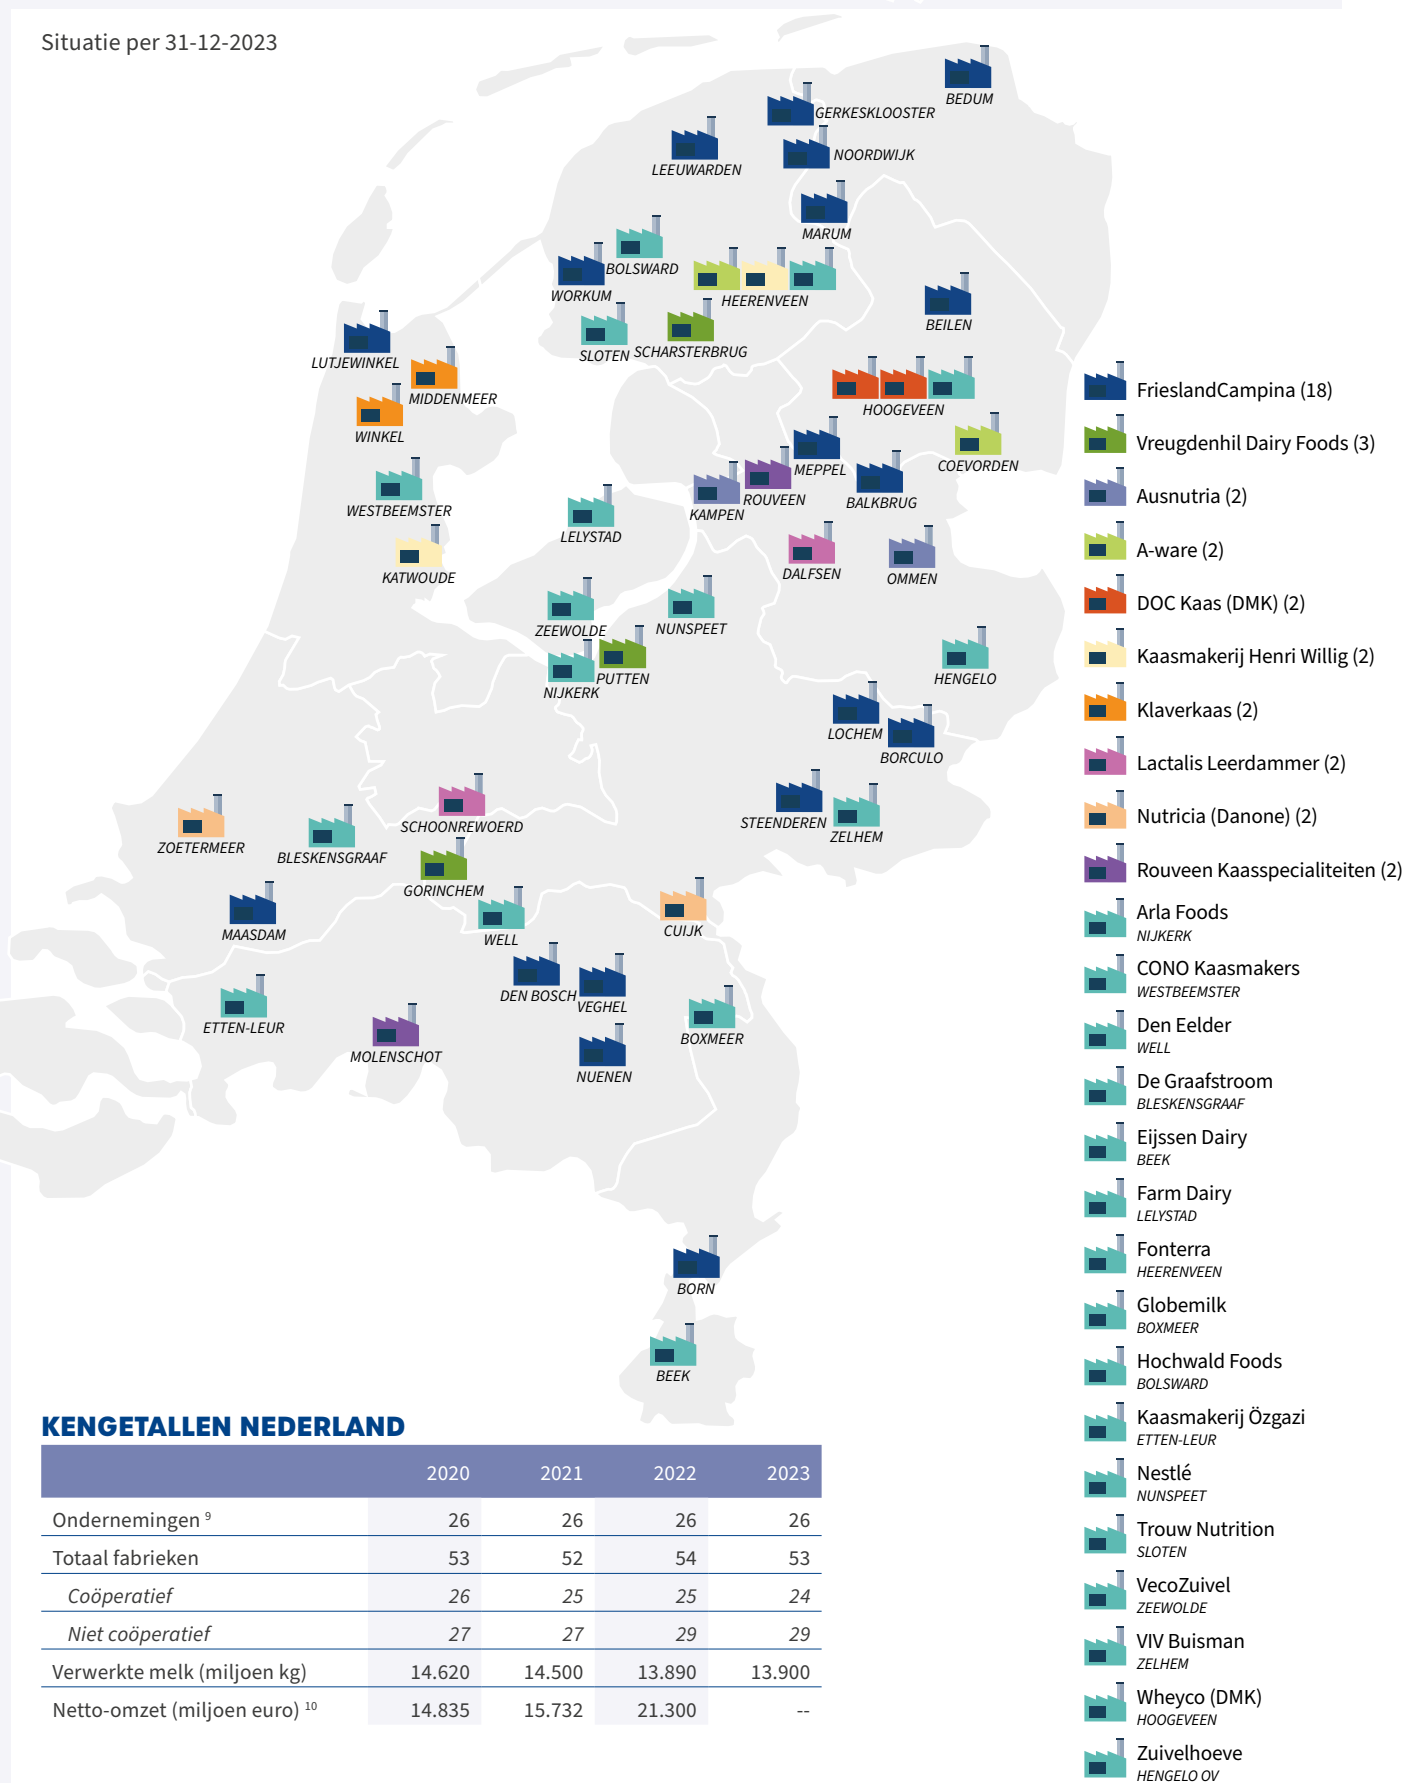 Situatie per 31-12-2023
BEDUM
GERKESKLOOSTER
LEEUWARDEN
NOORDWIJK
MARUM
BOLSWARD
WORKUM
HEERENVEEN
BEILEN
SLOTEN
SCHARSTERBRUG
LUTJEWINKEL
MIDDENMEER
WINKEL
HOOGEVEEN
COEVORDEN
MEPPEL
ROUVEEN
KAMPEN
BALKBRUG
WESTBEEMSTER
LELYSTAD
KATWOUDE
DALFSEN
OMMEN
ZEEWOLDE
NUNSPEET
NIJKERK
PUTTEN
HENGELO
LOCHEM
BORCULO
STEENDEREN
ZELHEM
SCHOONREWOERD
ZOETERMEER
BLESKENSGRAAF
GORINCHEM
MAASDAM
WELL
CUIJK
DEN BOSCH
VEGHEL
ETTEN-LEUR
MOLENSCHOT
BOXMEER
NUENEN
BORN
BEEK
FrieslandCampina (18)
Vreugdenhil Dairy Foods (3)
Ausnutria (2)
A-ware (2)
DOC Kaas (DMK) (2)
Kaasmakerij Henri Willig (2)
Klaverkaas (2)
Lactalis Leerdammer (2)
Nutricia (Danone) (2)
Rouveen Kaasspecialiteiten (2)
Arla Foods
NIJKERK
CONO Kaasmakers
WESTBEEMSTER
Den Eelder
WELL
De Graafstroom
BLESKENSGRAAF
Eijssen Dairy
BEEK
Farm Dairy
LELYSTAD
Fonterra
HEERENVEEN
Globemilk
BOXMEER
Hochwald Foods
BOLSWARD
Kaasmakerij Özgazi
ETTEN-LEUR
Nestlé
NUNSPEET
Trouw Nutrition
SLOTEN
VecoZuivel
ZEEWOLDE
VIV Buisman
ZELHEM
Wheyco (DMK)
HOOGEVEEN
Zuivelhoeve
HENGELO OV
KENGETALLEN NEDERLAND
2020 2021 2022 2023
Ondernemingen ⁹ 26 26 26 26
Totaal fabrieken 53 52 54 53
Coöperatief 26 25 25 24
Niet coöperatief 27 27 29 29
Verwerkte melk (miljoen kg) 14.620 14.500 13.890 13.900
Netto-omzet (miljoen euro) ¹⁰ 14.835 15.732 21.300 --